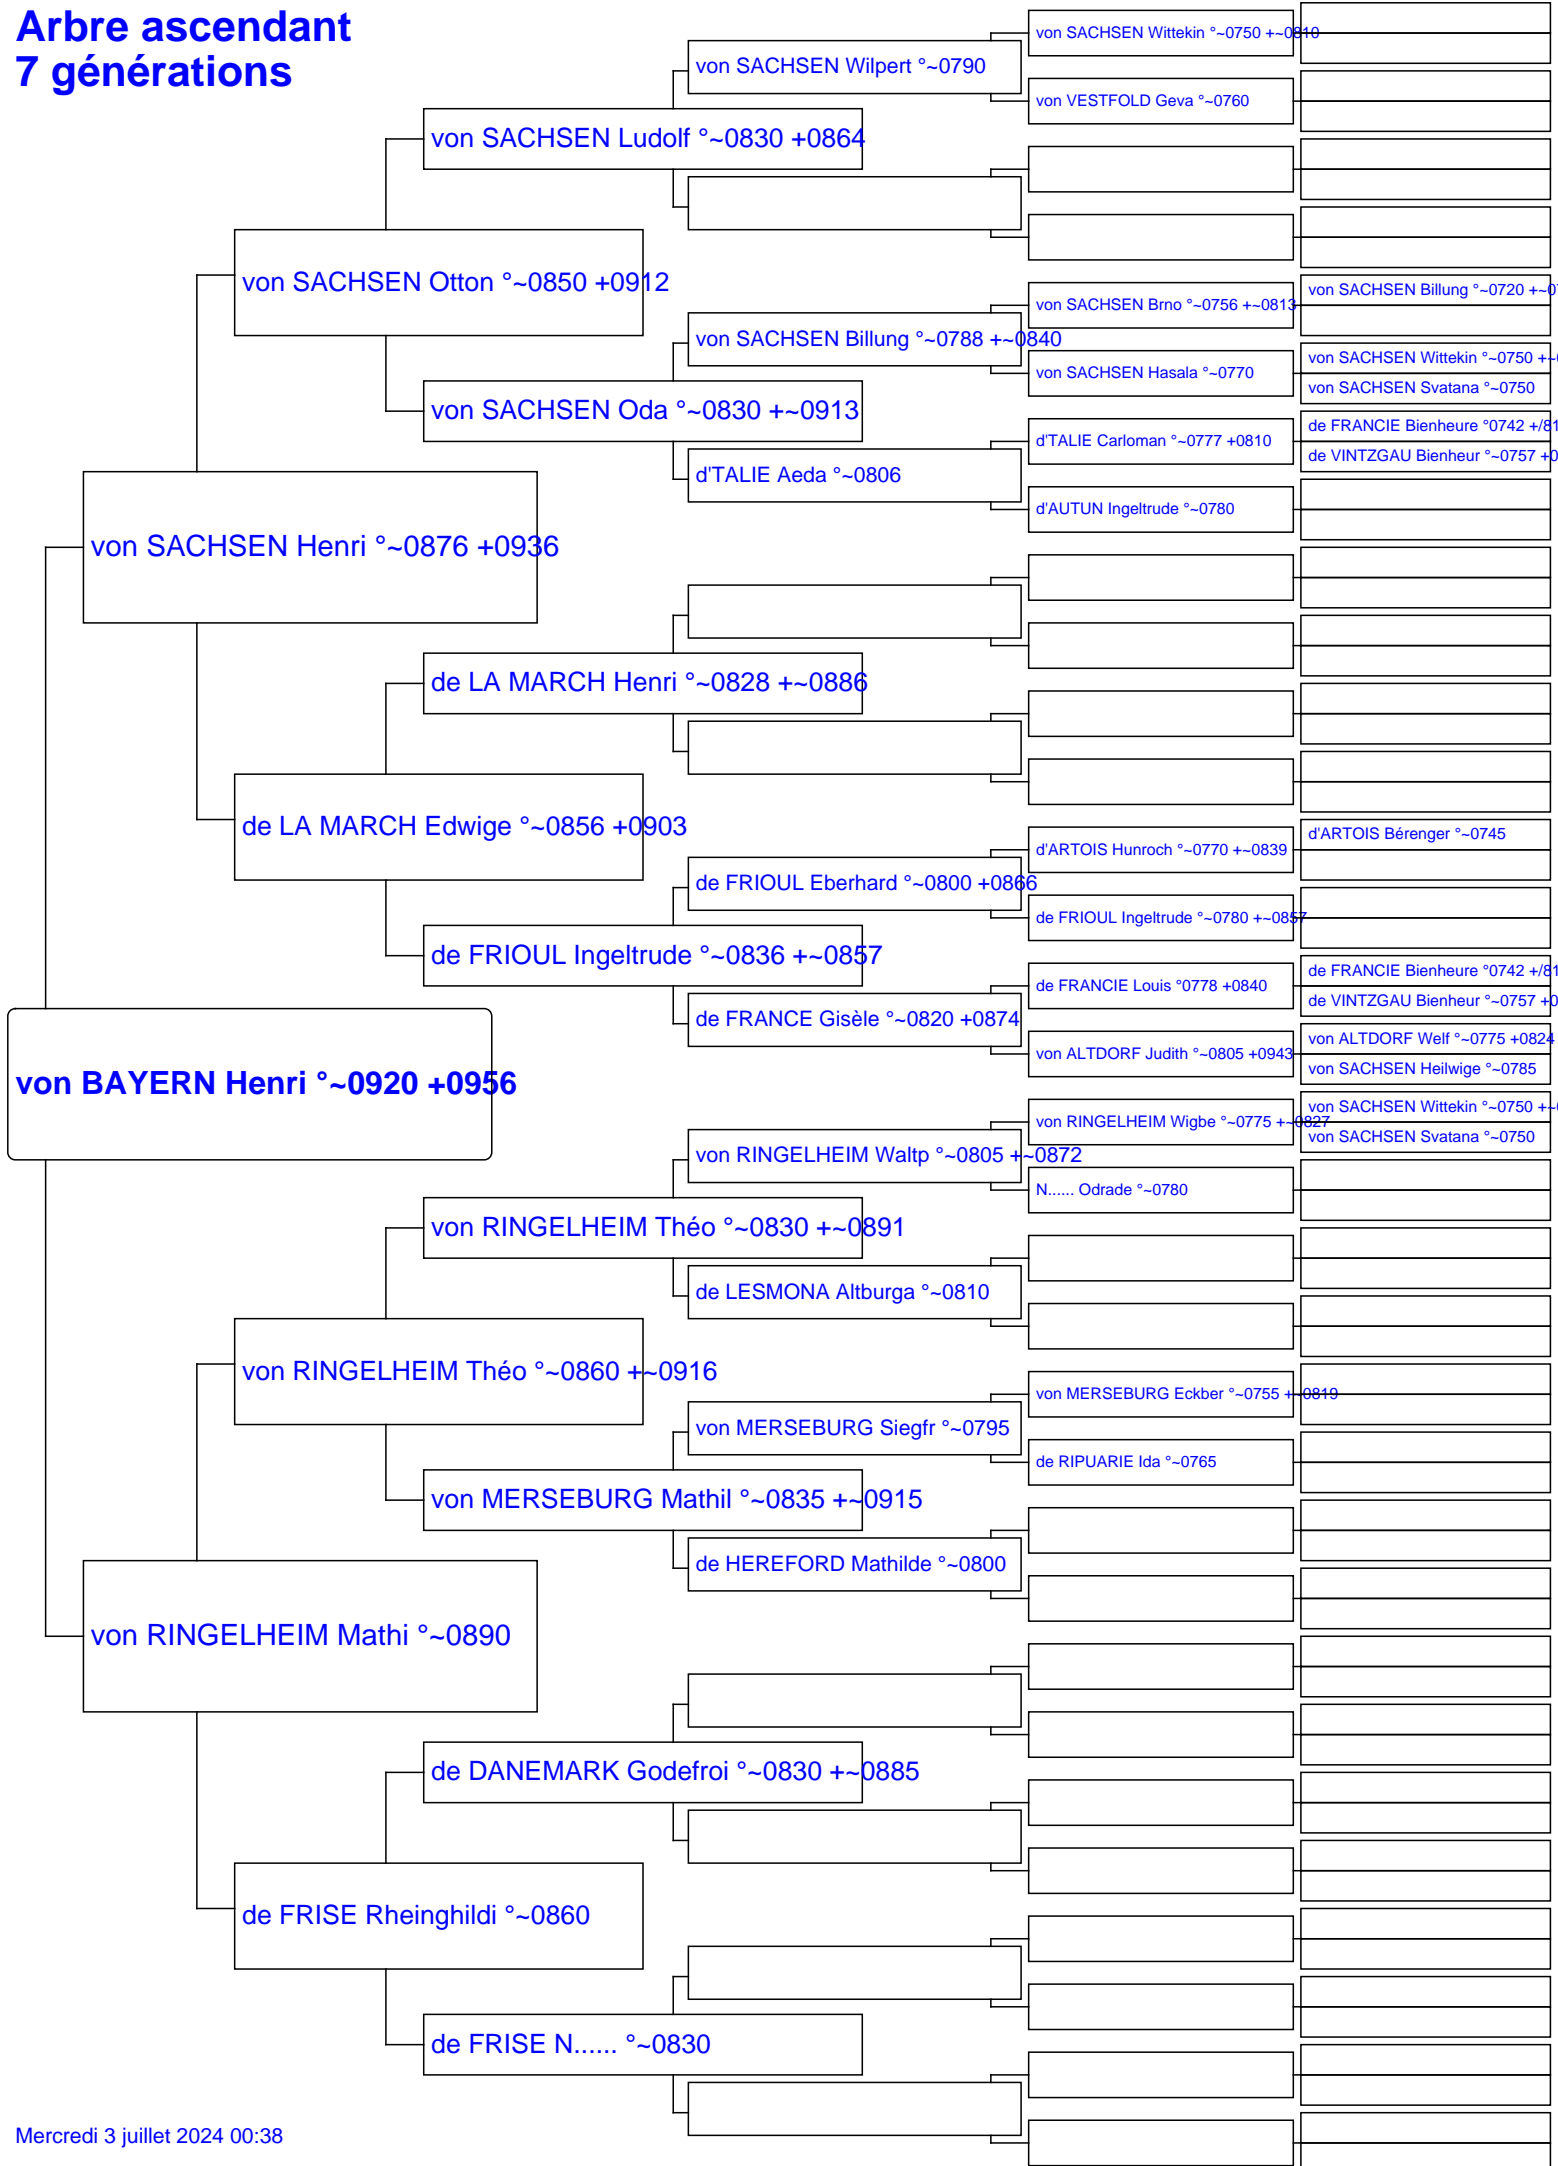 Arbre ascendant
7 générations
von SACHSEN Wittekin °~0750 +~0810
von SACHSEN Wilpert °~0790
von VESTFOLD Geva °~0760
von SACHSEN Ludolf °~0830 +0864
von SACHSEN Otton °~0850 +0912
von SACHSEN Billung °~0720 +~0
von SACHSEN Brno °~0756 +~0813
von SACHSEN Billung °~0788 +~0840
von SACHSEN Wittekin °~0750 +~0
von SACHSEN Hasala °~0770
von SACHSEN Svatana °~0750
von SACHSEN Oda °~0830 +~0913
de FRANCIE Bienheure °0742 +/81
d'TALIE Carloman °~0777 +0810
de VINTZGAU Bienheur °~0757 +0
d'TALIE Aeda °~0806
d'AUTUN Ingeltrude °~0780
von SACHSEN Henri °~0876 +0936
de LA MARCH Henri °~0828 +~0886
de LA MARCH Edwige °~0856 +0903
d'ARTOIS Bérenger °~0745
d'ARTOIS Hunroch °~0770 +~0839
de FRIOUL Eberhard °~0800 +0866
de FRIOUL Ingeltrude °~0780 +~0857
de FRIOUL Ingeltrude °~0836 +~0857
de FRANCIE Bienheure °0742 +/81
de FRANCIE Louis °0778 +0840
de VINTZGAU Bienheur °~0757 +0
de FRANCE Gisèle °~0820 +0874
von ALTDORF Welf °~0775 +0824
von ALTDORF Judith °~0805 +0943
von SACHSEN Heilwige °~0785
von BAYERN Henri °~0920 +0956
von SACHSEN Wittekin °~0750 +~0
von RINGELHEIM Wigbe °~0775 +~0827
von SACHSEN Svatana °~0750
von RINGELHEIM Waltp °~0805 +~0872
N...... Odrade °~0780
von RINGELHEIM Théo °~0830 +~0891
de LESMONA Altburga °~0810
von RINGELHEIM Théo °~0860 +~0916
von MERSEBURG Eckber °~0755 +~0819
von MERSEBURG Siegfr °~0795
de RIPUARIE Ida °~0765
von MERSEBURG Mathil °~0835 +~0915
de HEREFORD Mathilde °~0800
von RINGELHEIM Mathi °~0890
de DANEMARK Godefroi °~0830 +~0885
de FRISE Rheinghildi °~0860
de FRISE N...... °~0830
Mercredi 3 juillet 2024 00:38